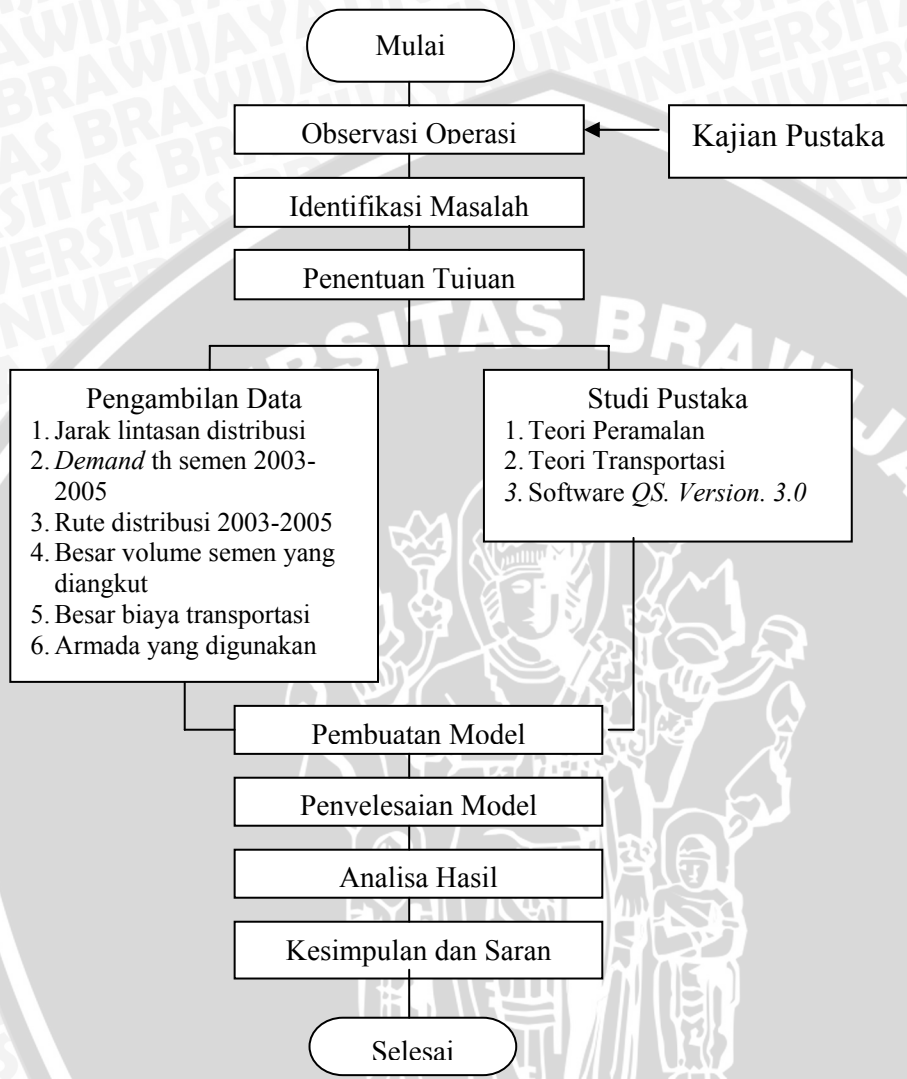 Mulai
Observasi Operasi
Kajian Pustaka
Identifikasi Masalah
Penentuan Tujuan
Pengambilan Data
1. Jarak lintasan distribusi
2. Demand th semen 2003-
2005
3. Rute distribusi 2003-2005
4. Besar volume semen yang
diangkut
5. Besar biaya transportasi
6. Armada yang digunakan
Studi Pustaka
1. Teori Peramalan
2. Teori Transportasi
3. Software QS. Version. 3.0
Pembuatan Model
Penyelesaian Model
Analisa Hasil
Kesimpulan dan Saran
Selesai
UNIVERSITAS BRAWIJAYA